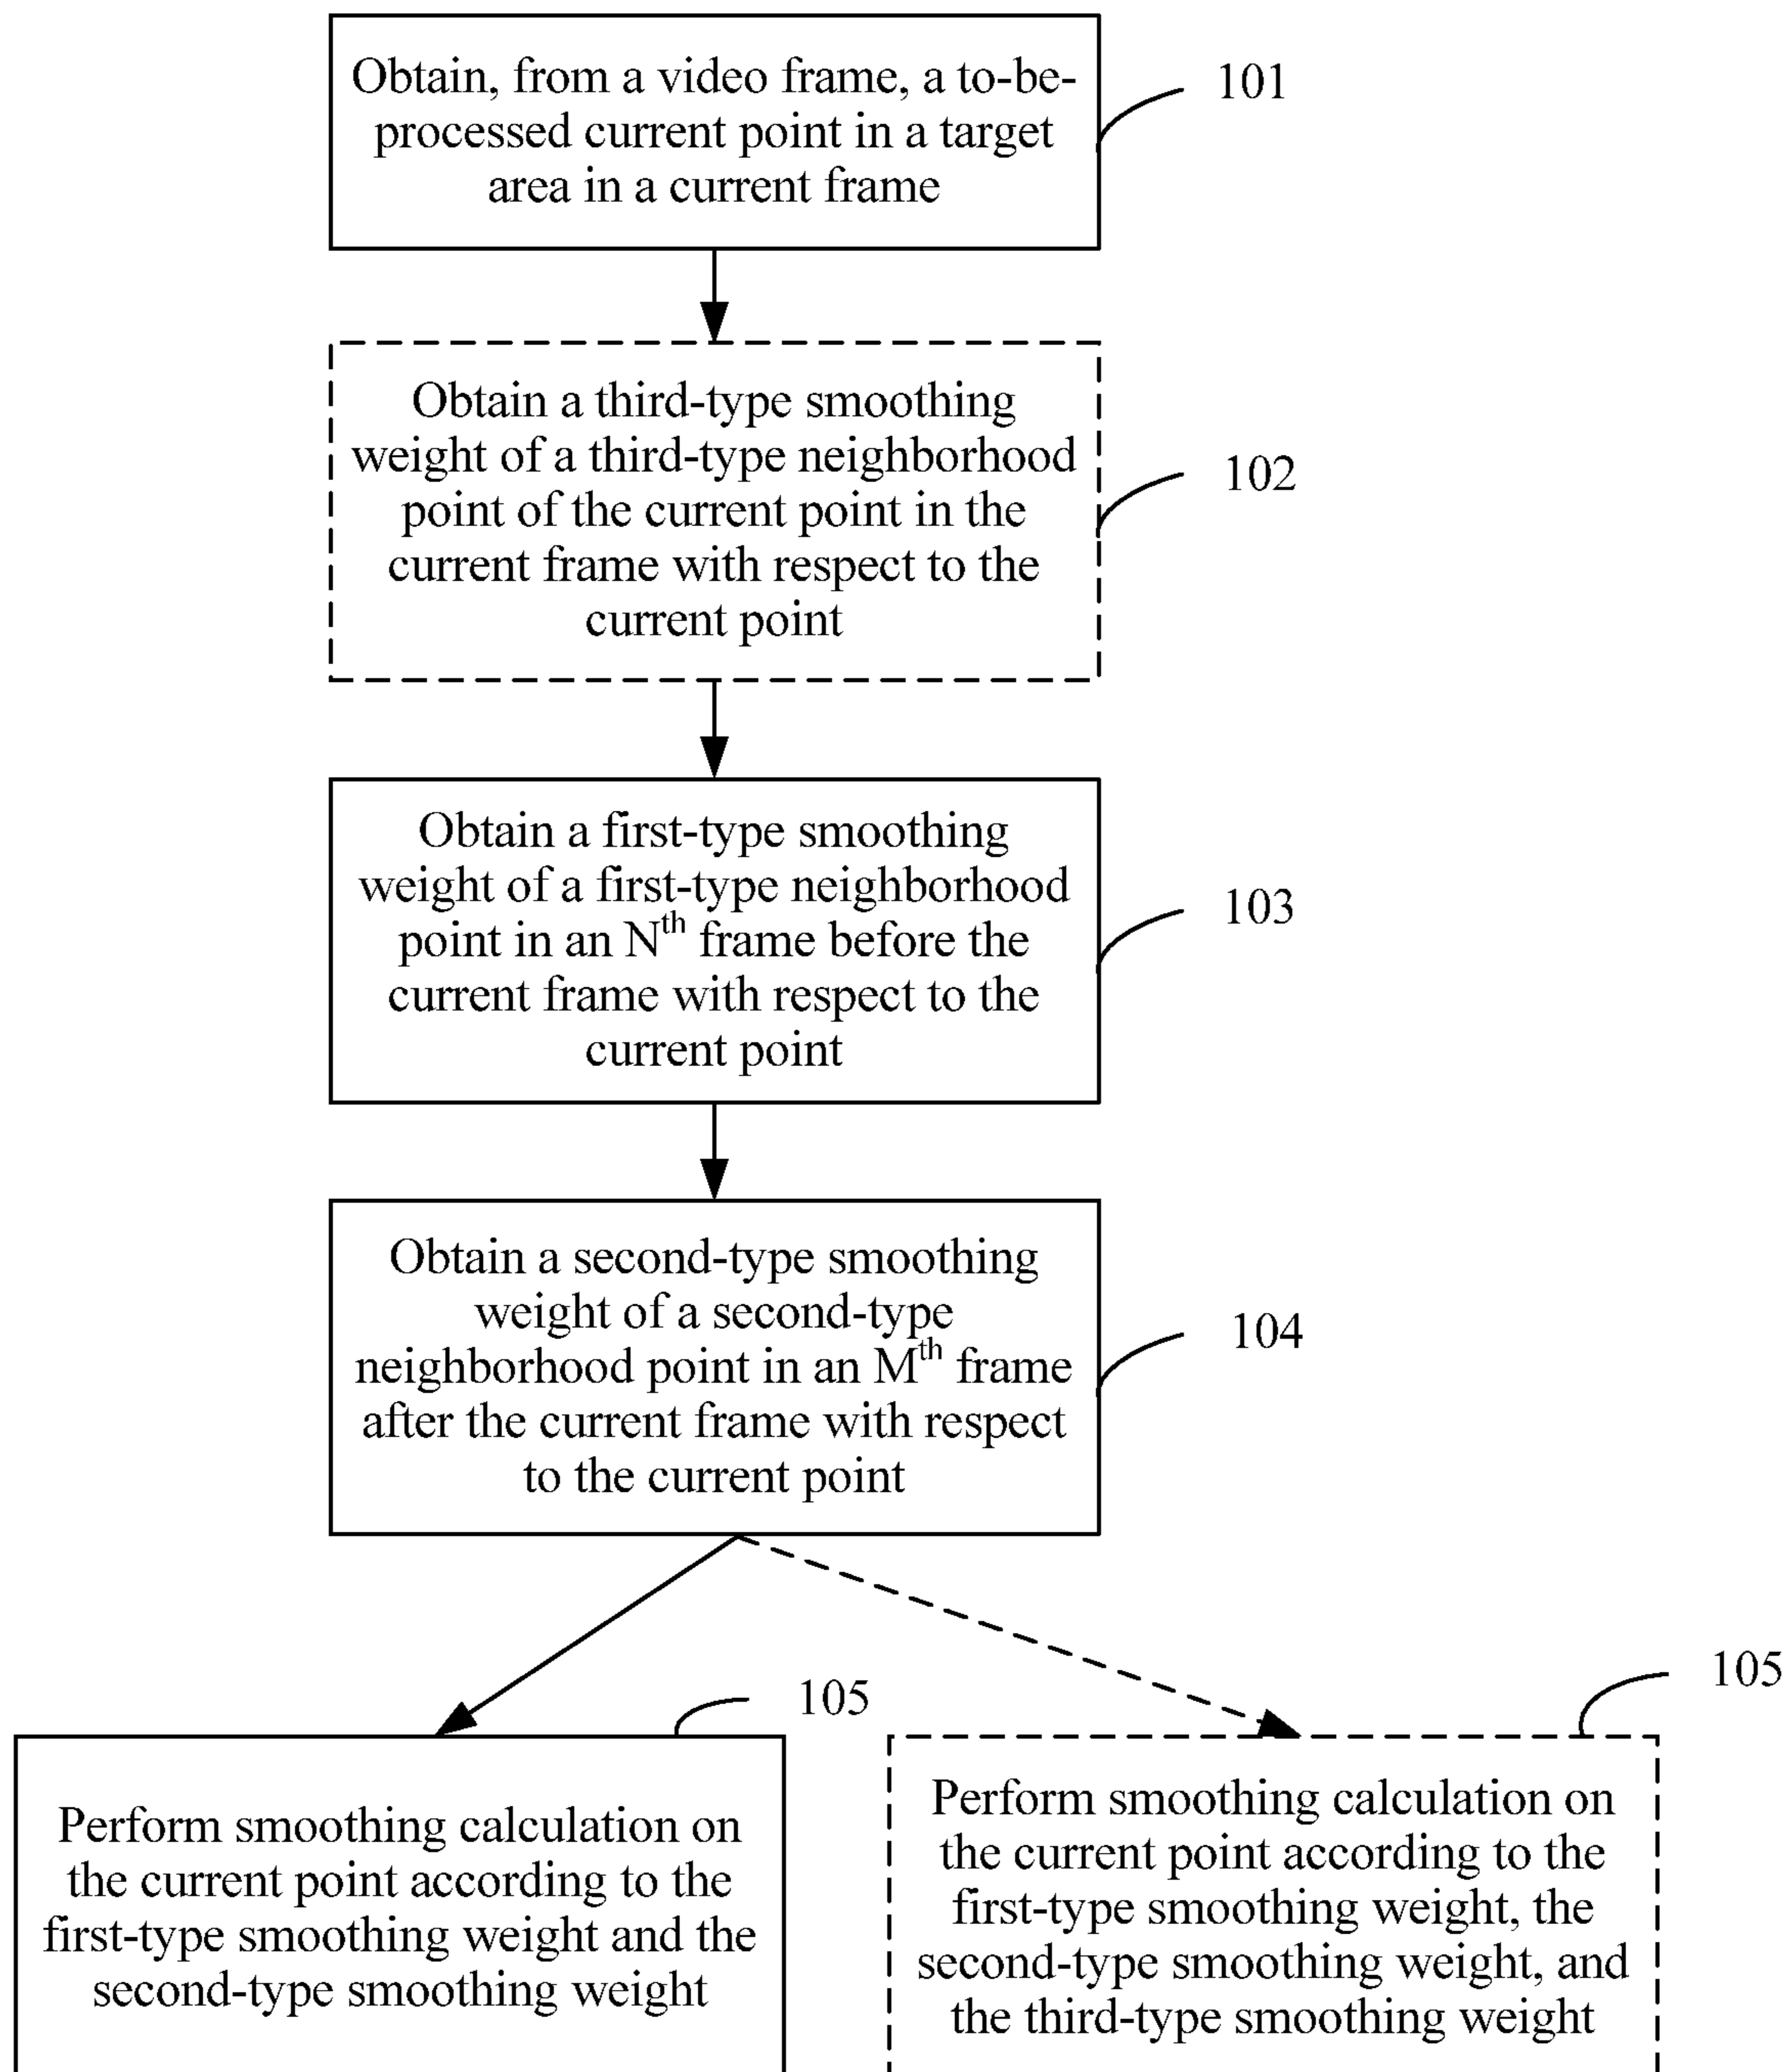 Obtain, from a video frame, a to-be-
processed current point in a target
area in a current frame
101
Obtain a third-type smoothing
weight of a third-type neighborhood
point of the current point in the
current frame with respect to the
current point
102
Obtain a first-type smoothing
weight of a first-type neighborhood
point in an Nth frame before the
current frame with respect to the
current point
103
Obtain a second-type smoothing
weight of a second-type
neighborhood point in an Mth frame
after the current frame with respect
to the current point
104
105
Perform smoothing calculation on
the current point according to the
first-type smoothing weight and the
second-type smoothing weight
105
Perform smoothing calculation on
the current point according to the
first-type smoothing weight, the
second-type smoothing weight, and
the third-type smoothing weight